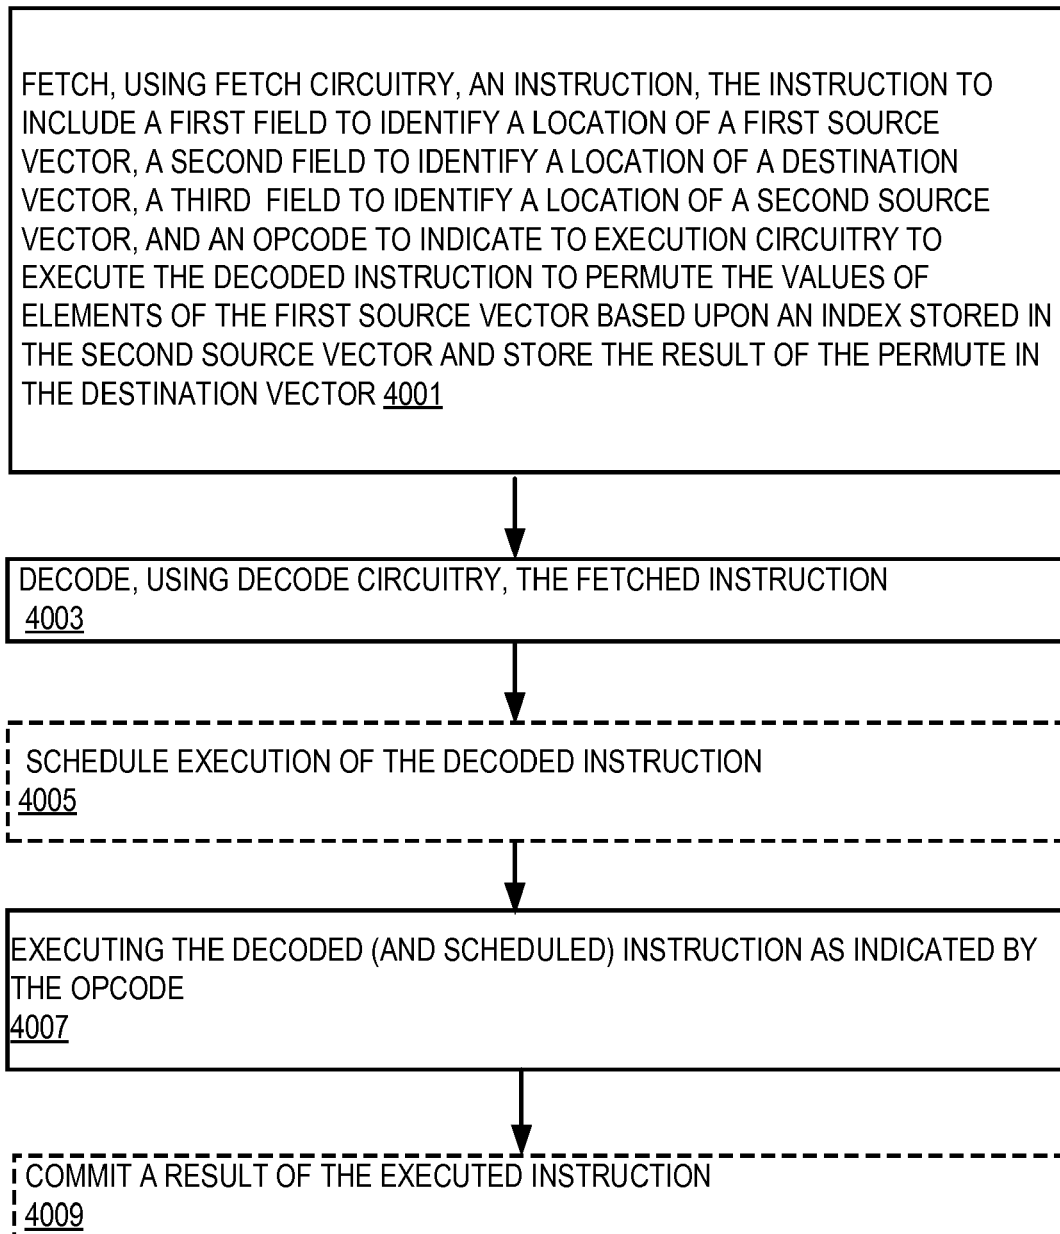 FETCH, USING FETCH CIRCUITRY, AN INSTRUCTION, THE INSTRUCTION TO
INCLUDE A FIRST FIELD TO IDENTIFY A LOCATION OF A FIRST SOURCE
VECTOR, A SECOND FIELD TO IDENTIFY A LOCATION OF A DESTINATION
VECTOR, A THIRD FIELD TO IDENTIFY A LOCATION OF A SECOND SOURCE
VECTOR, AND AN OPCODE TO INDICATE TO EXECUTION CIRCUITRY TO
EXECUTE THE DECODED INSTRUCTION TO PERMUTE THE VALUES OF
ELEMENTS OF THE FIRST SOURCE VECTOR BASED UPON AN INDEX STORED IN
THE SECOND SOURCE VECTOR AND STORE THE RESULT OF THE PERMUTE IN
THE DESTINATION VECTOR 4001
DECODE, USING DECODE CIRCUITRY, THE FETCHED INSTRUCTION
4003
SCHEDULE EXECUTION OF THE DECODED INSTRUCTION
4005
EXECUTING THE DECODED (AND SCHEDULED) INSTRUCTION AS INDICATED BY
THE OPCODE
4007
COMMIT A RESULT OF THE EXECUTED INSTRUCTION
4009